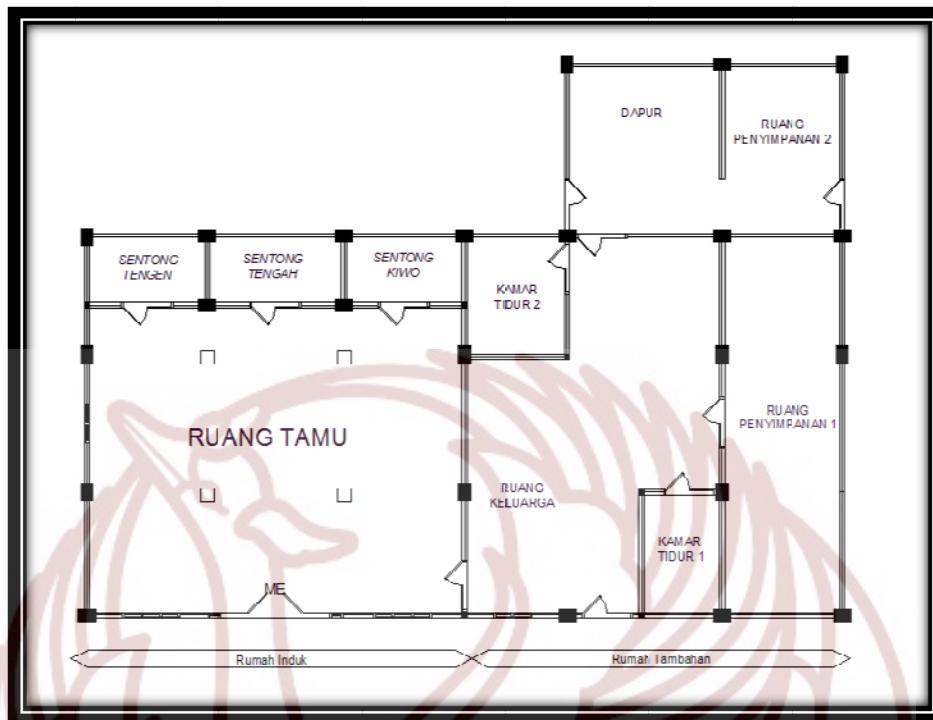 DAPUR
RUANG
PENYIMPANAN 2
SENTONG
TENGEN
SENTONG
TENGAH
SENTONG
KIWO
KAMAR
TIDUR 2
RUANG TAMU
RUANG
PENYIMPANAN 1
RUANG
KELUARGA
KAMAR
TIDUR 1
ME
Rumah Induk
Rumah Tambahan